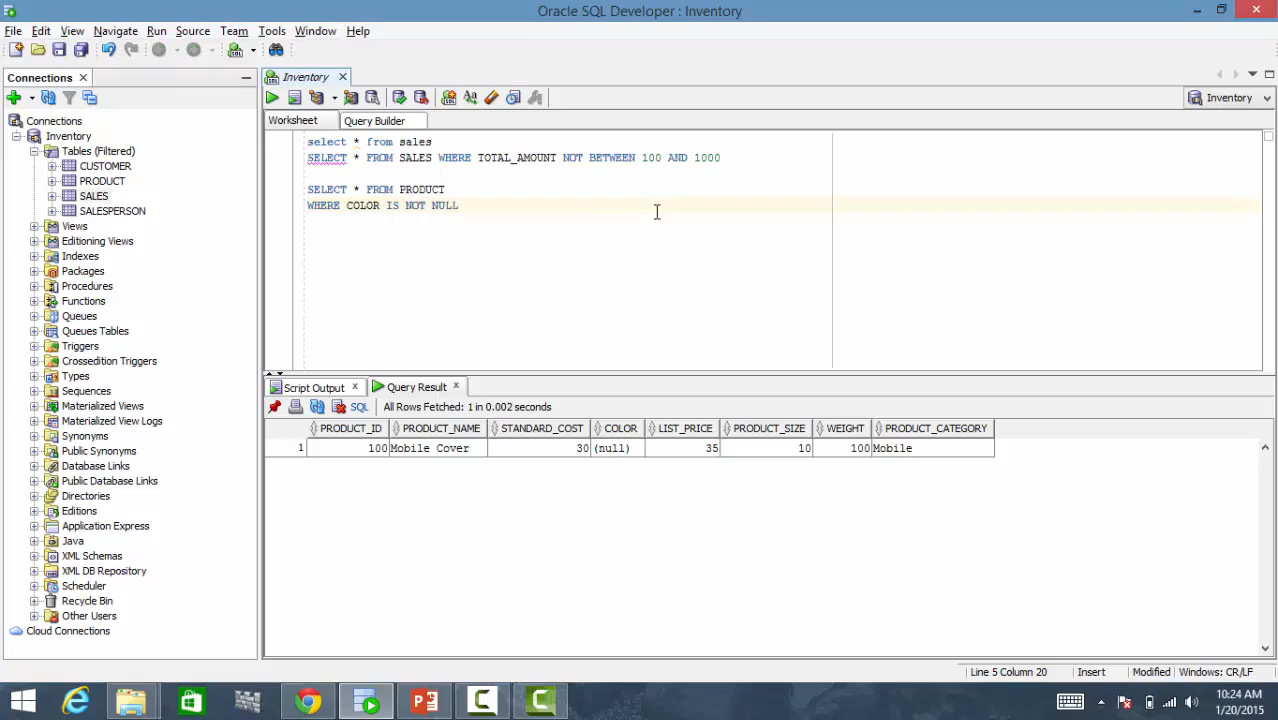 Oracle SQL Developer : Inventory
File Edit View Navigate Run Source Team Tools Window Help
Connections
Connections
Inventory
Tables (Filtered)
CUSTOMER
PRODUCT
SALES
SALESPERSON
Views
Editioning Views
Indexes
Packages
Procedures
Functions
Queues
Queues Tables
Triggers
Crossedition Triggers
Types
Sequences
Materialized Views
Materialized View Logs
Synonyms
Public Synonyms
Database Links
Public Database Links
Directories
Editions
Application Express
Java
XML Schemas
XML DB Repository
Scheduler
Recycle Bin
Other Users
Cloud Connections
Inventory
Inventory
Worksheet Query Builder
select * from sales
SELECT * FROM SALES WHERE TOTAL_AMOUNT NOT BETWEEN 100 AND 1000
SELECT * FROM PRODUCT
WHERE COLOR IS NOT NULL
Script Output Query Result
SQL All Rows Fetched: 1 in 0.002 seconds
PRODUCT_ID PRODUCT_NAME STANDARD_COST COLOR LIST_PRICE PRODUCT_SIZE WEIGHT PRODUCT_CATEGORY
1 100 Mobile Cover 30 (null) 35 10 100 Mobile
Line 5 Column 20 Insert Modified Windows: CR/LF
10:24 AM
1/20/2015